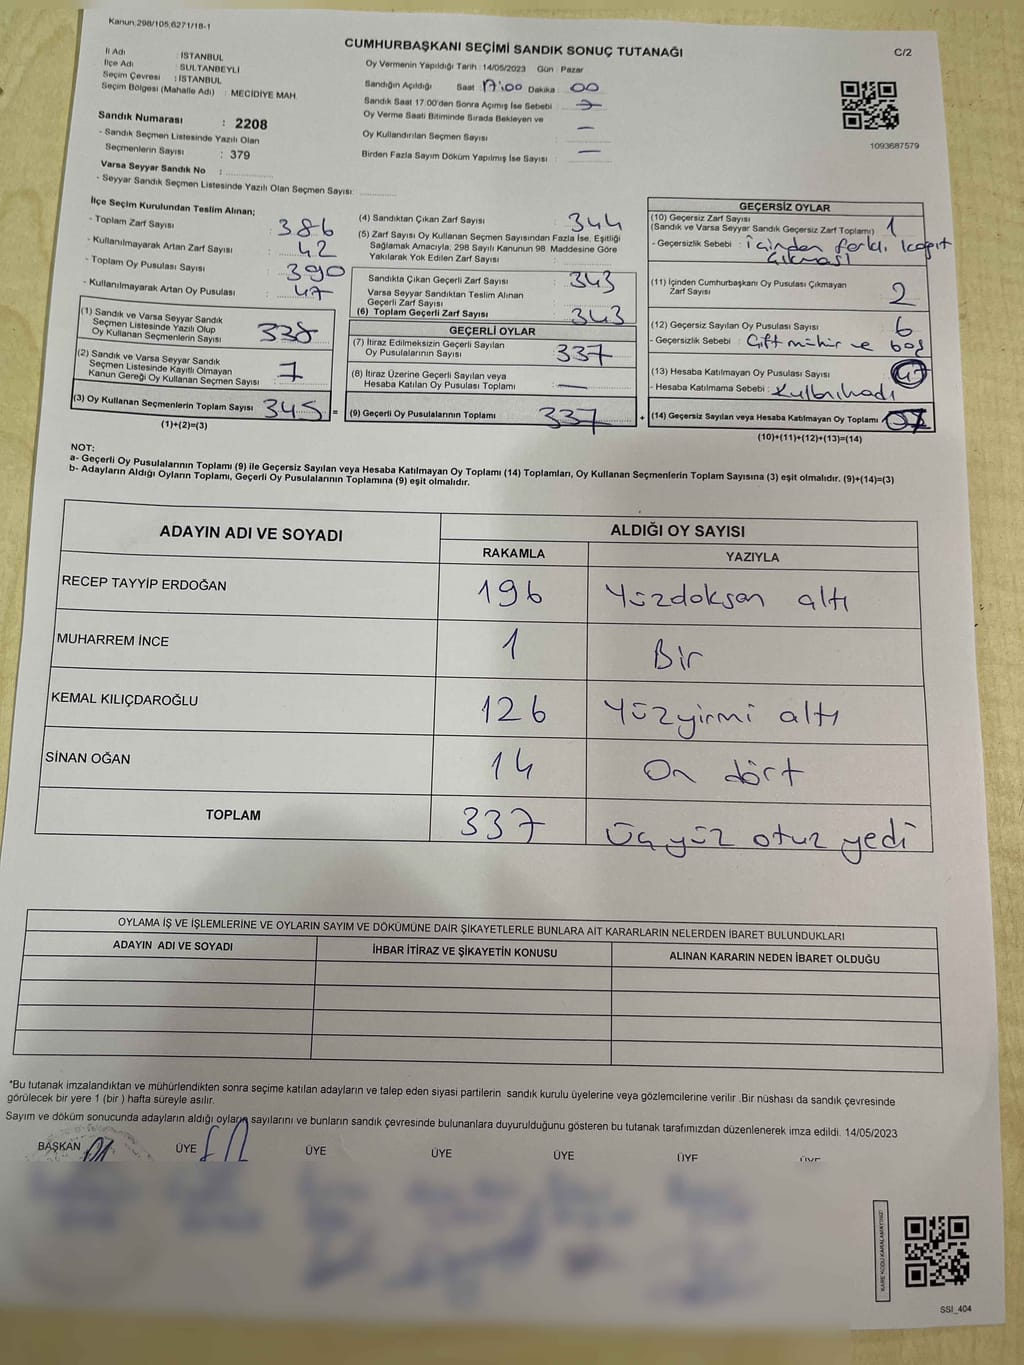 Kanun:298/105,6271/18-1
CUMHURBAŞKANI SEÇİMİ SANDIK SONUÇ TUTANAĞI
C/2
İl Adı : İSTANBUL
İlçe Adı : SULTANBEYLİ
Seçim Çevresi : İSTANBUL
Seçim Bölgesi (Mahalle Adı) : MECİDİYE MAH.
Sandık Numarası : 2208
- Sandık Seçmen Listesinde Yazılı Olan
Seçmenlerin Sayısı : 379
Varsa Seyyar Sandık No :
- Seyyar Sandık Seçmen Listesinde Yazılı Olan Seçmen Sayısı:
Oy Vermenin Yapıldığı Tarih : 14/05/2023 Gün : Pazar
Sandığın Açıldığı Saat : 17:00 Dakika : 00
Sandık Saat 17:00'den Sonra Açımış İse Sebebi : -
Oy Verme Saati Bitiminde Sırada Bekleyen ve
Oy Kullandırılan Seçmen Sayısı : —
Birden Fazla Sayım Döküm Yapılmış İse Sayısı : —
1093687579
İlçe Seçim Kurulundan Teslim Alınan;
- Toplam Zarf Sayısı : 386
- Kullanılmayarak Artan Zarf Sayısı : 42
- Toplam Oy Pusulası Sayısı : 390
- Kullanılmayarak Artan Oy Pusulası : 47
(1) Sandık ve Varsa Seyyar Sandık
Seçmen Listesinde Yazılı Olup
Oy Kullanan Seçmenlerin Sayısı : 338
(2) Sandık ve Varsa Seyyar Sandık
Seçmen Listesinde Kayıtlı Olmayan
Kanun Gereği Oy Kullanan Seçmen Sayısı : 7
(3) Oy Kullanan Seçmenlerin Toplam Sayısı : 345 =
(1)+(2)=(3)
(4) Sandıktan Çıkan Zarf Sayısı : 344
(5) Zarf Sayısı Oy Kullanan Seçmen Sayısından Fazla İse, Eşitliği
Sağlamak Amacıyla, 298 Sayılı Kanunun 98. Maddesine Göre
Yakılarak Yok Edilen Zarf Sayısı :
Sandıkta Çıkan Geçerli Zarf Sayısı : 343
Varsa Seyyar Sandıktan Teslim Alınan
Geçerli Zarf Sayısı :
(6) Toplam Geçerli Zarf Sayısı : 343
GEÇERLİ OYLAR
(7) İtiraz Edilmeksizin Geçerli Sayılan
Oy Pusulalarının Sayısı : 337
(8) İtiraz Üzerine Geçerli Sayılan veya
Hesaba Katılan Oy Pusulası Toplamı : —
(9) Geçerli Oy Pusulalarının Toplamı : 337 +
GEÇERSİZ OYLAR
(10) Geçersiz Zarf Sayısı
(Sandık ve Varsa Seyyar Sandık Geçersiz Zarf Toplamı) : 1
- Geçersizlik Sebebi : İçinden farklı kağıt
çıkması
(11) İçinden Cumhurbaşkanı Oy Pusulası Çıkmayan
Zarf Sayısı : 2
(12) Geçersiz Sayılan Oy Pusulası Sayısı : 6
- Geçersizlik Sebebi : Çift mühür ve boş
(13) Hesaba Katılmayan Oy Pusulası Sayısı :
- Hesaba Katılmama Sebebi :
(14) Geçersiz Sayılan veya Hesaba Katılmayan Oy Toplamı :
(10)+(11)+(12)+(13)=(14)
NOT:
a- Geçerli Oy Pusulalarının Toplamı (9) ile Geçersiz Sayılan veya Hesaba Katılmayan Oy Toplamı (14) Toplamları, Oy Kullanan Seçmenlerin Toplam Sayısına (3) eşit olmalıdır. (9)+(14)=(3)
b- Adayların Aldığı Oyların Toplamı, Geçerli Oy Pusulalarının Toplamına (9) eşit olmalıdır.
ADAYIN ADI VE SOYADI
ALDIĞI OY SAYISI
RAKAMLA YAZIYLA
RECEP TAYYİP ERDOĞAN 196 Yüzdoksan altı
MUHARREM İNCE 1 Bir
KEMAL KILIÇDAROĞLU 126 Yüzyirmi altı
SİNAN OĞAN 14 On dört
TOPLAM 337 Üç yüz otuz yedi
OYLAMA İŞ VE İŞLEMLERİNE VE OYLARIN SAYIM VE DÖKÜMÜNE DAİR ŞİKAYETLERLE BUNLARA AİT KARARLARIN NELERDEN İBARET BULUNDUKLARI
ADAYIN ADI VE SOYADI İHBAR İTİRAZ VE ŞİKAYETİN KONUSU ALINAN KARARIN NEDEN İBARET OLDUĞU
*Bu tutanak imzalandıktan ve mühürlendikten sonra seçime katılan adayların ve talep eden siyasi partilerin sandık kurulu üyelerine veya gözlemcilerine verilir .Bir nüshası da sandık çevresinde
görülecek bir yere 1 (bir ) hafta süreyle asılır.
Sayım ve döküm sonucunda adayların aldığı oyların sayılarını ve bunların sandık çevresinde bulunanlara duyurulduğunu gösteren bu tutanak tarafımızdan düzenlenerek imza edildi. 14/05/2023
BAŞKAN ÜYE ÜYE ÜYE ÜYE ÜYE ÜYE
KARE KODU KARALAMAYINIZ!
SSI_404